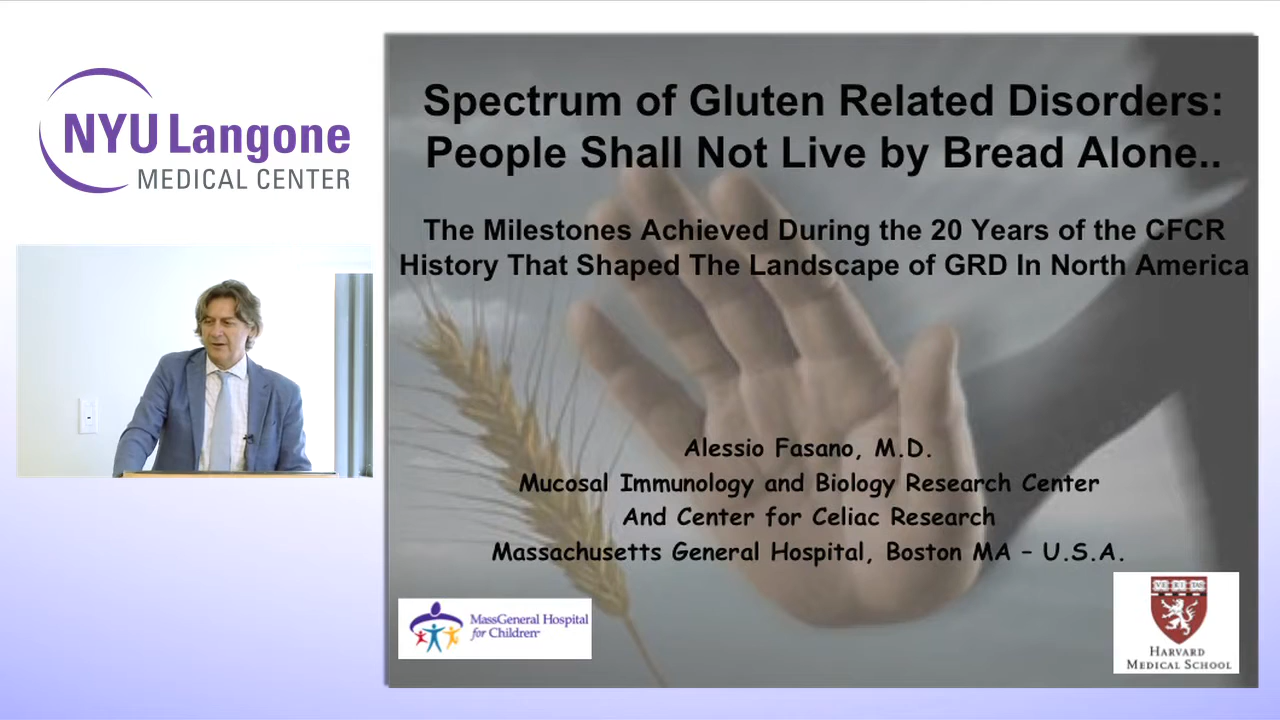 NYU Langone
MEDICAL CENTER
Spectrum of Gluten Related Disorders:
People Shall Not Live by Bread Alone..
The Milestones Achieved During the 20 Years of the CFCR
History That Shaped The Landscape of GRD In North America
Alessio Fasano, M.D.
Mucosal Immunology and Biology Research Center
And Center for Celiac Research
Massachusetts General Hospital, Boston MA – U.S.A.
MassGeneral Hospital
for Children
VE RI TAS
HARVARD
MEDICAL SCHOOL